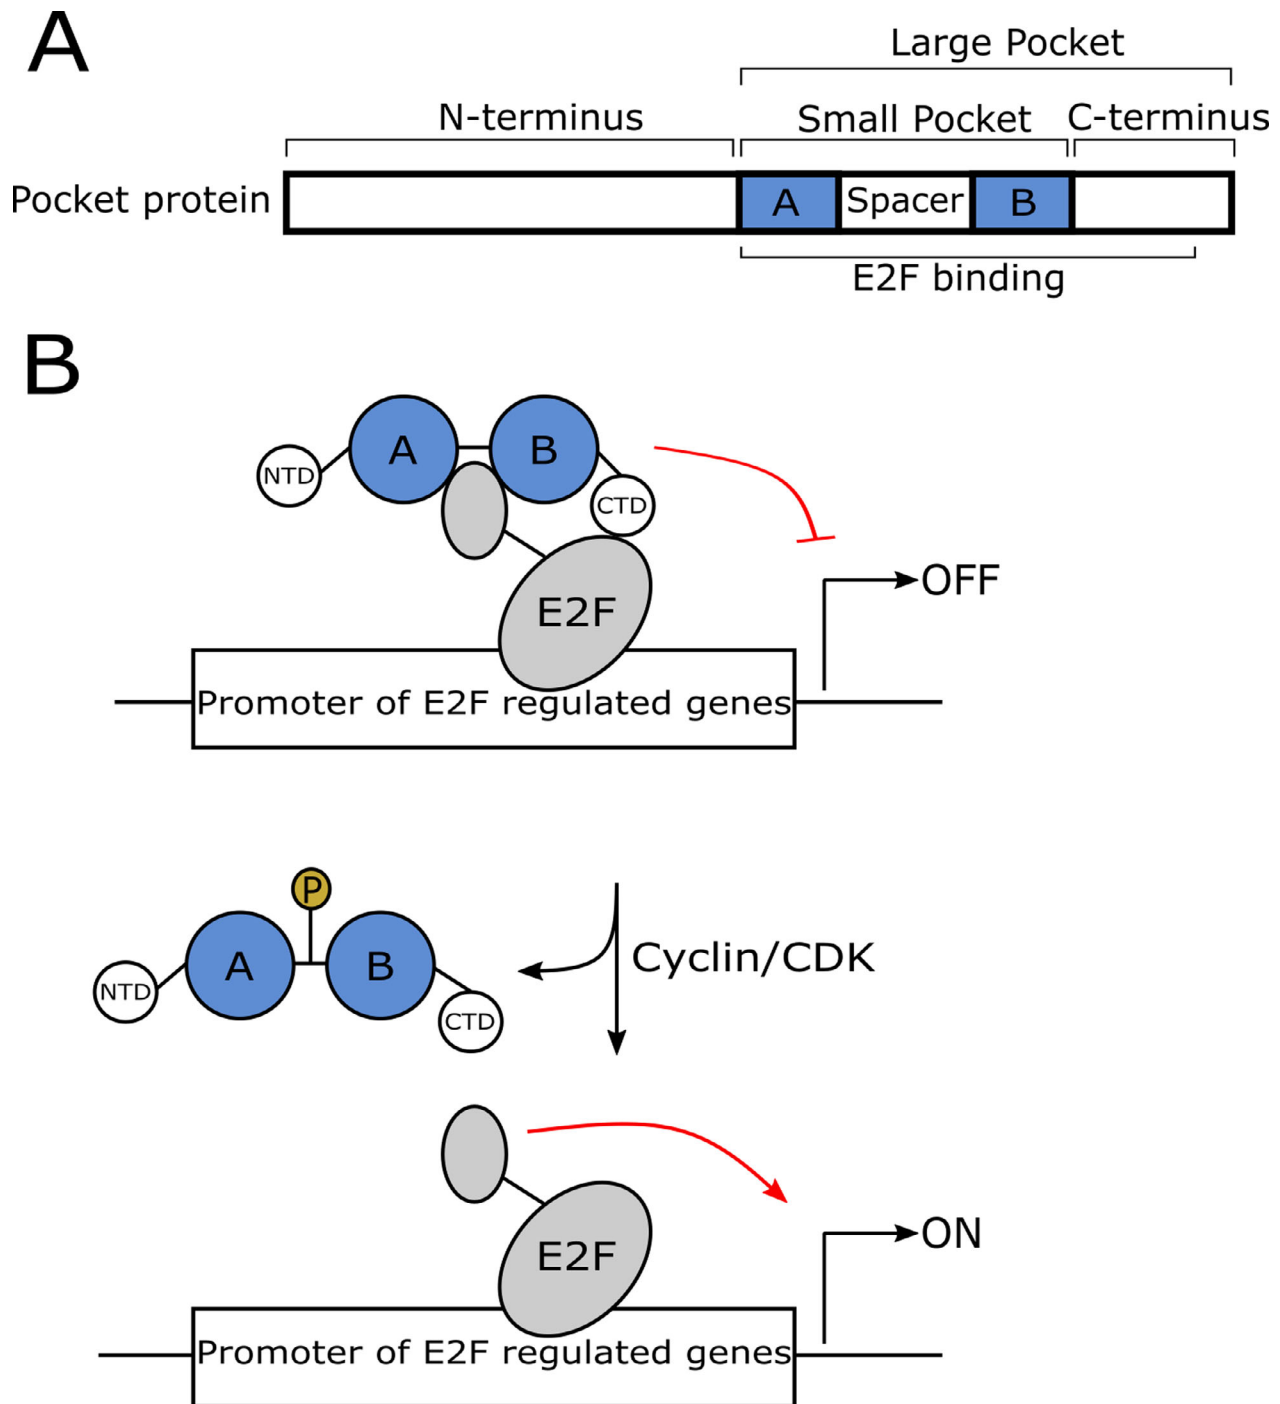 A
Large Pocket
N-terminus
Small Pocket
C-terminus
Pocket protein
A
Spacer
B
E2F binding
B
A
B
NTD
CTD
OFF
E2F
Promoter of E2F regulated genes
P
A
B
Cyclin/CDK
NTD
CTD
ON
E2F
Promoter of E2F regulated genes